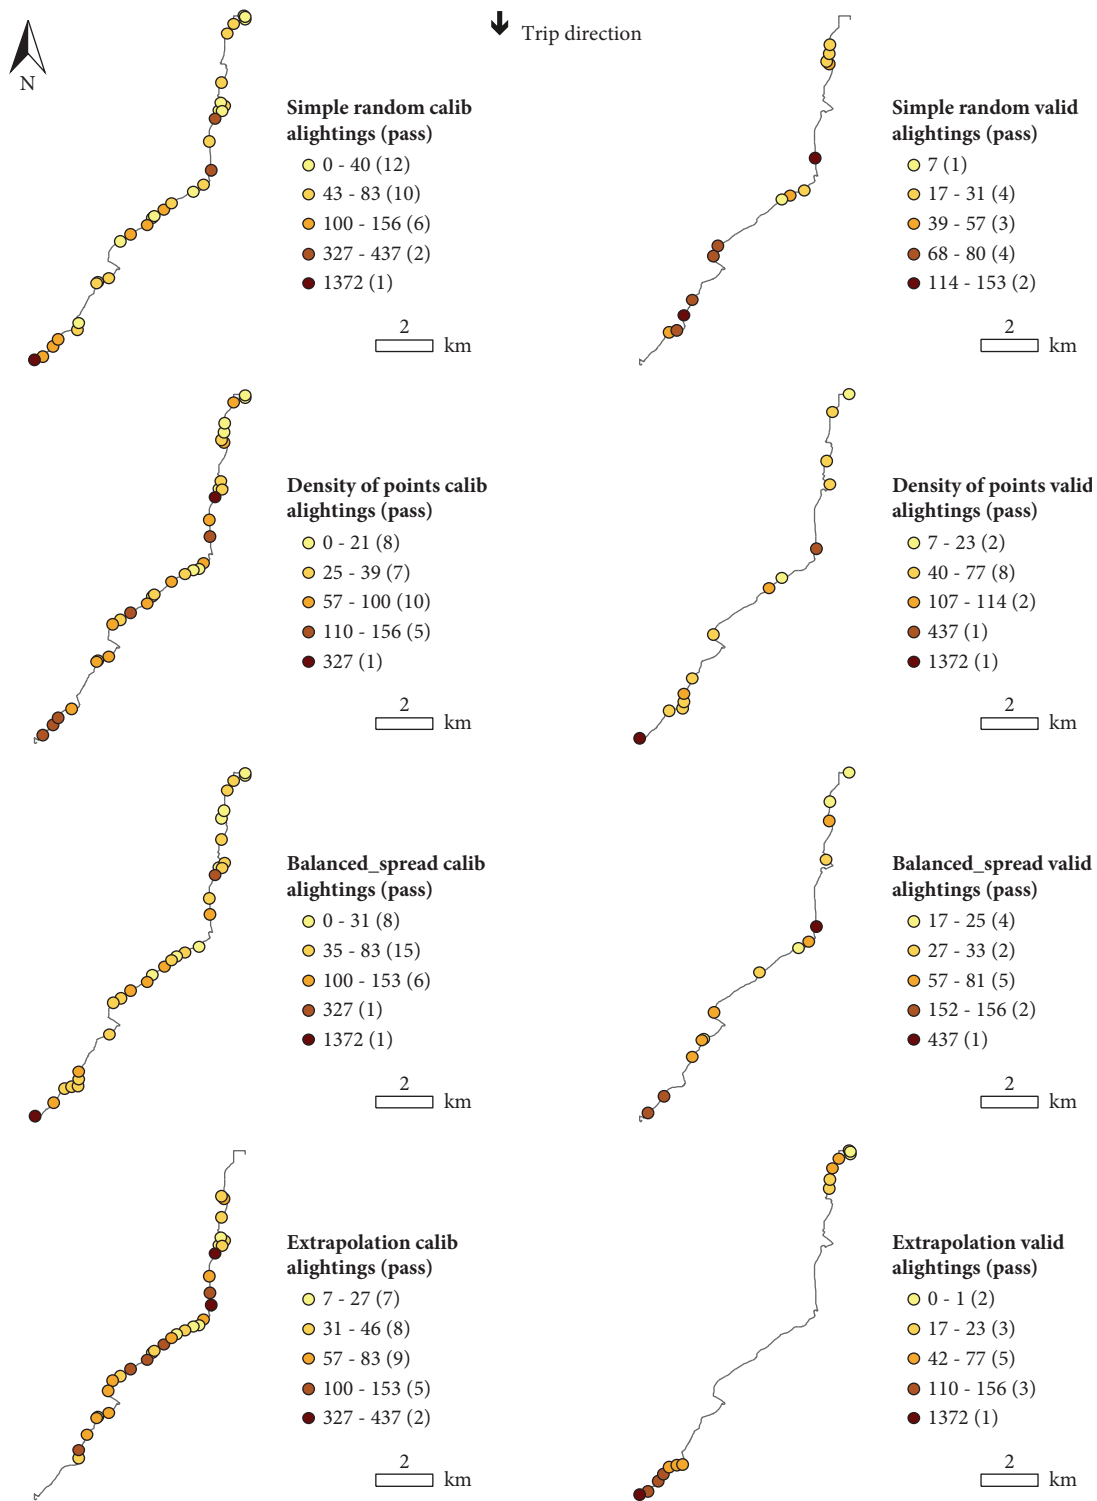 N
Trip direction
Simple random calib
alightings (pass)
0 - 40 (12)
43 - 83 (10)
100 - 156 (6)
327 - 437 (2)
1372 (1)
2
km
Simple random valid
alightings (pass)
7 (1)
17 - 31 (4)
39 - 57 (3)
68 - 80 (4)
114 - 153 (2)
2
km
Density of points calib
alightings (pass)
0 - 21 (8)
25 - 39 (7)
57 - 100 (10)
110 - 156 (5)
327 (1)
2
km
Density of points valid
alightings (pass)
7 - 23 (2)
40 - 77 (8)
107 - 114 (2)
437 (1)
1372 (1)
2
km
Balanced_spread calib
alightings (pass)
0 - 31 (8)
35 - 83 (15)
100 - 153 (6)
327 (1)
1372 (1)
2
km
Balanced_spread valid
alightings (pass)
17 - 25 (4)
27 - 33 (2)
57 - 81 (5)
152 - 156 (2)
437 (1)
2
km
Extrapolation calib
alightings (pass)
7 - 27 (7)
31 - 46 (8)
57 - 83 (9)
100 - 153 (5)
327 - 437 (2)
2
km
Extrapolation valid
alightings (pass)
0 - 1 (2)
17 - 23 (3)
42 - 77 (5)
110 - 156 (3)
1372 (1)
2
km